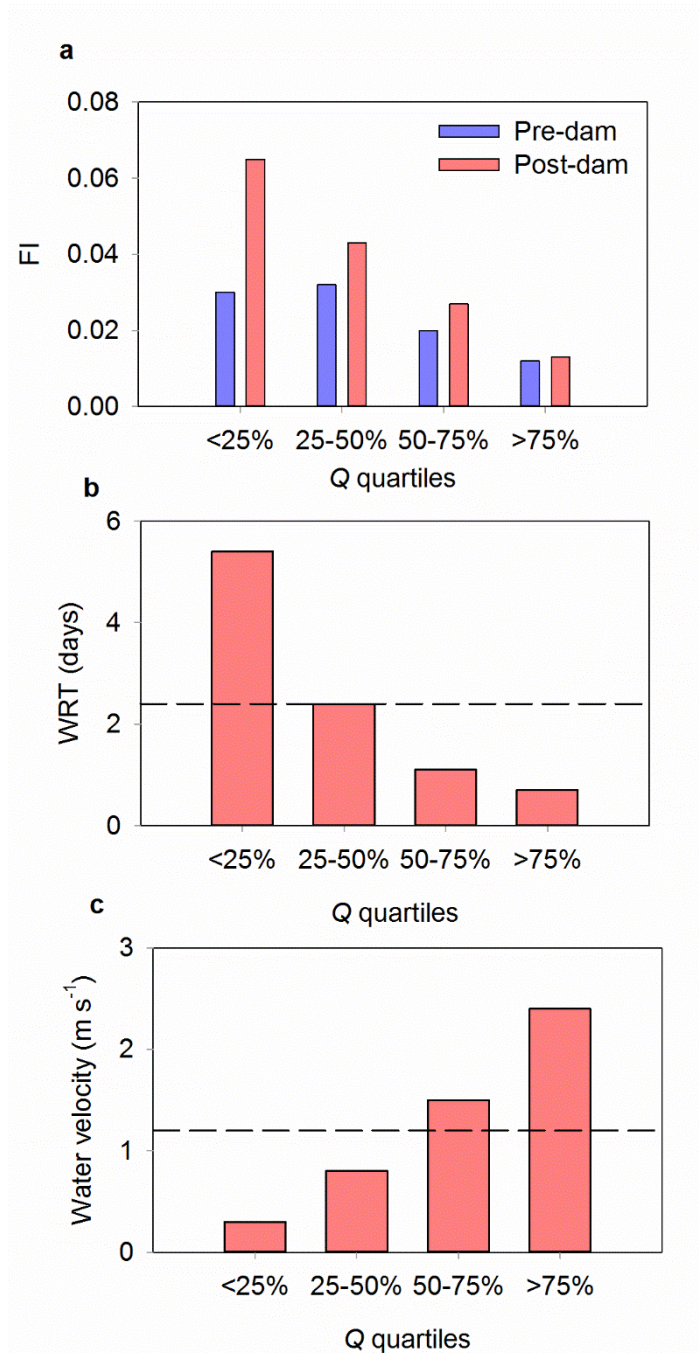 a
0.08
Pre-dam
Post-dam
0.06
FI
0.04
0.02
0.00
<25% 25-50% 50-75% >75%
Q quartiles
b
6
WRT (days)
4
2
0
<25% 25-50% 50-75% >75%
Q quartiles
c
3
Water velocity (m s⁻¹)
2
1
0
<25% 25-50% 50-75% >75%
Q quartiles